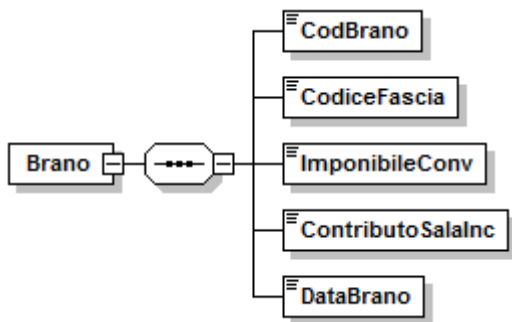 CodBrano
CodiceFascia
Brano
ImponibileConv
ContributoSalaInc
DataBrano